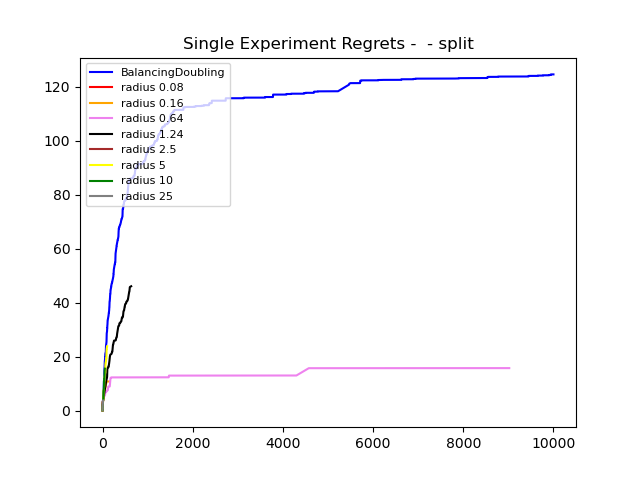 Single Experiment Regrets -  - split
BalancingDoubling
radius 0.08
radius 0.16
radius 0.64
radius 1.24
radius 2.5
radius 5
radius 10
radius 25
120
100
80
60
40
20
0
0 2000 4000 6000 8000 10000